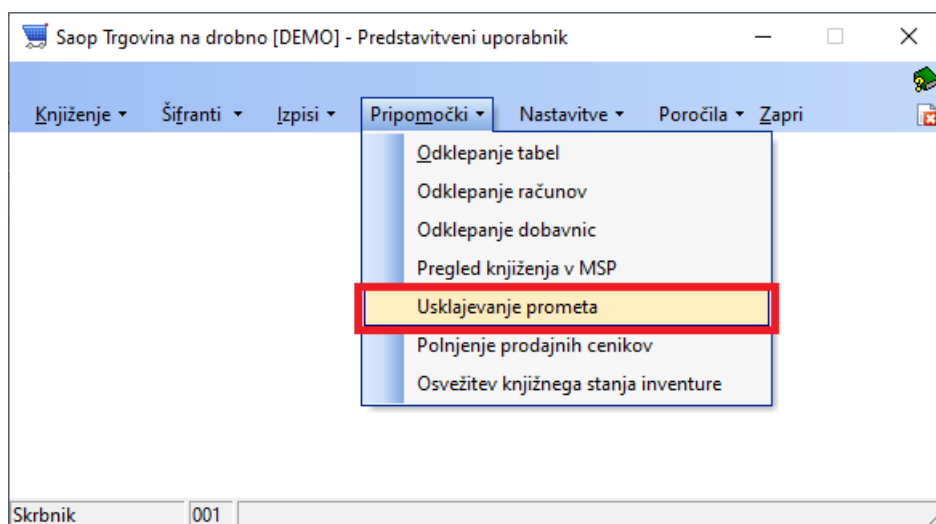 Saop Trgovina na drobno [DEMO] - Predstavitveni uporabnik
Knjiženje Šifranti Izpisi Pripomočki Nastavitve Poročila Zapri
Odklepanje tabel
Odklepanje računov
Odklepanje dobavnic
Pregled knjiženja v MSP
Usklajevanje prometa
Polnjenje prodajnih cenikov
Osvežitev knjižnega stanja inventure
Skrbnik 001